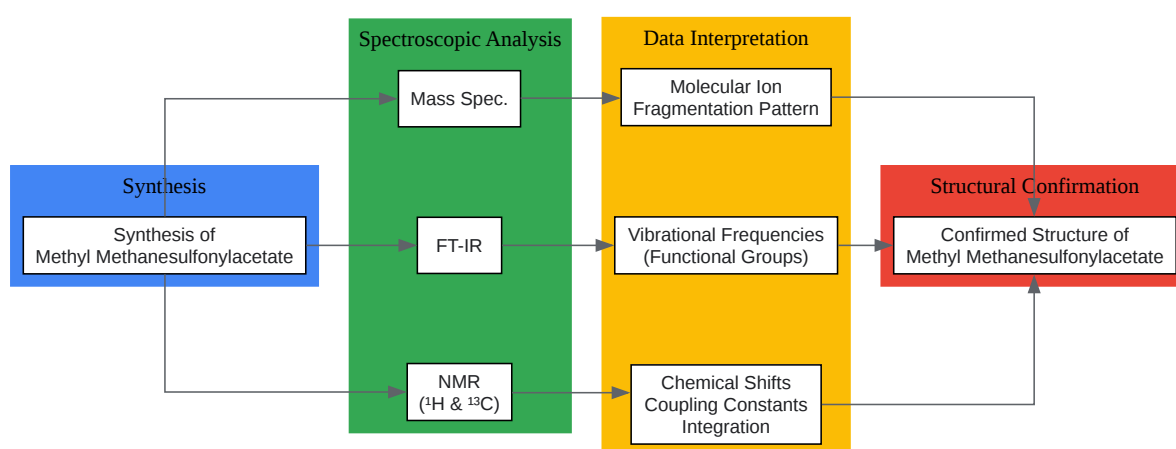 Spectroscopic Analysis
Data Interpretation
Mass Spec.
Molecular Ion
Fragmentation Pattern
Synthesis
Structural Confirmation
Synthesis of
Methyl Methanesulfonylacetate
FT-IR
Vibrational Frequencies
(Functional Groups)
Confirmed Structure of
Methyl Methanesulfonylacetate
NMR
(¹H & ¹³C)
Chemical Shifts
Coupling Constants
Integration